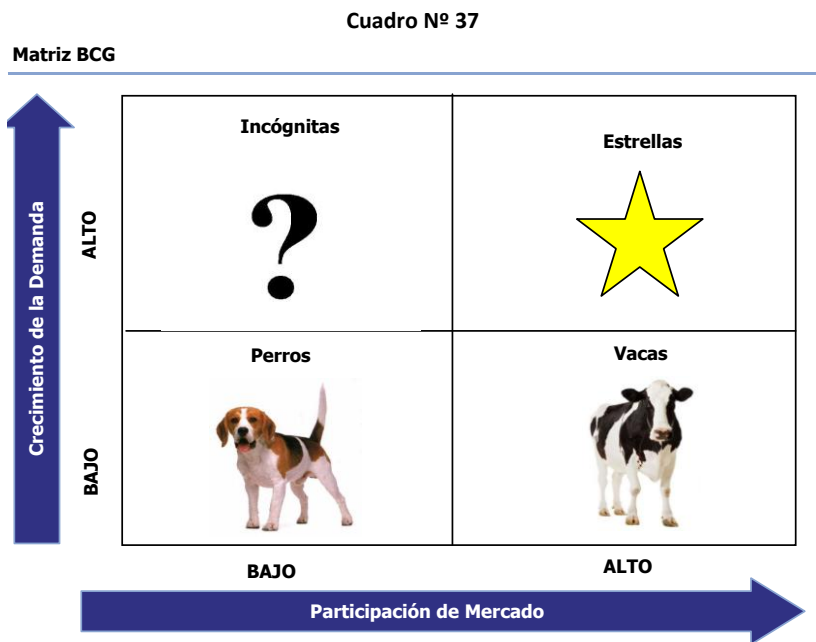 Cuadro Nº 37
Matriz BCG
Crecimiento de la Demanda
ALTO
BAJO
Incógnitas
Estrellas
?
Perros
Vacas
BAJO
ALTO
Participación de Mercado